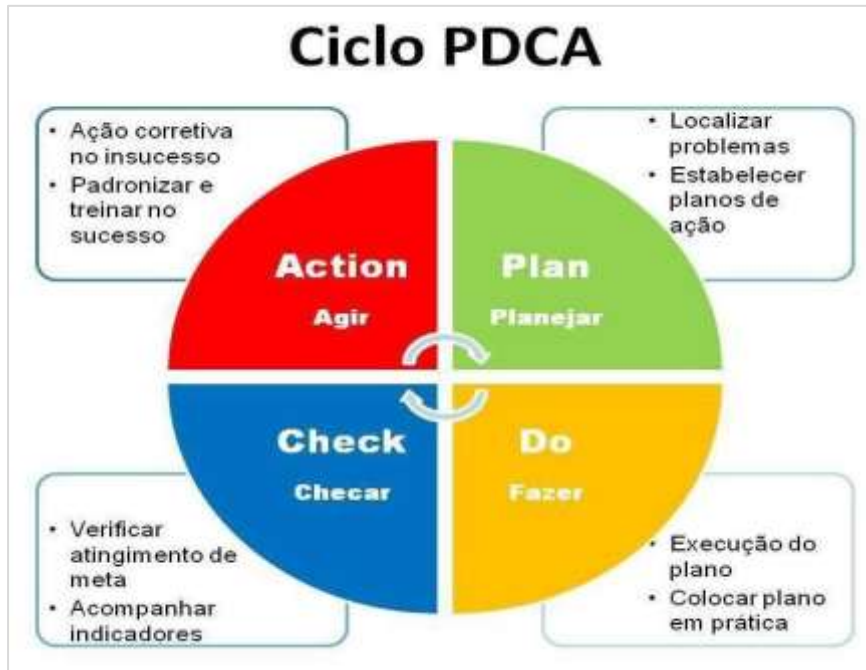 Ciclo PDCA
• Ação corretiva
no insucesso
• Padronizar e
treinar no
sucesso
• Localizar
problemas
• Estabelecer
planos de
ação
Action
Agir
Plan
Planejar
Check
Checar
Do
Fazer
• Verificar
atingimento de
meta
• Acompanhar
indicadores
• Execução do
plano
• Colocar plano
em prática